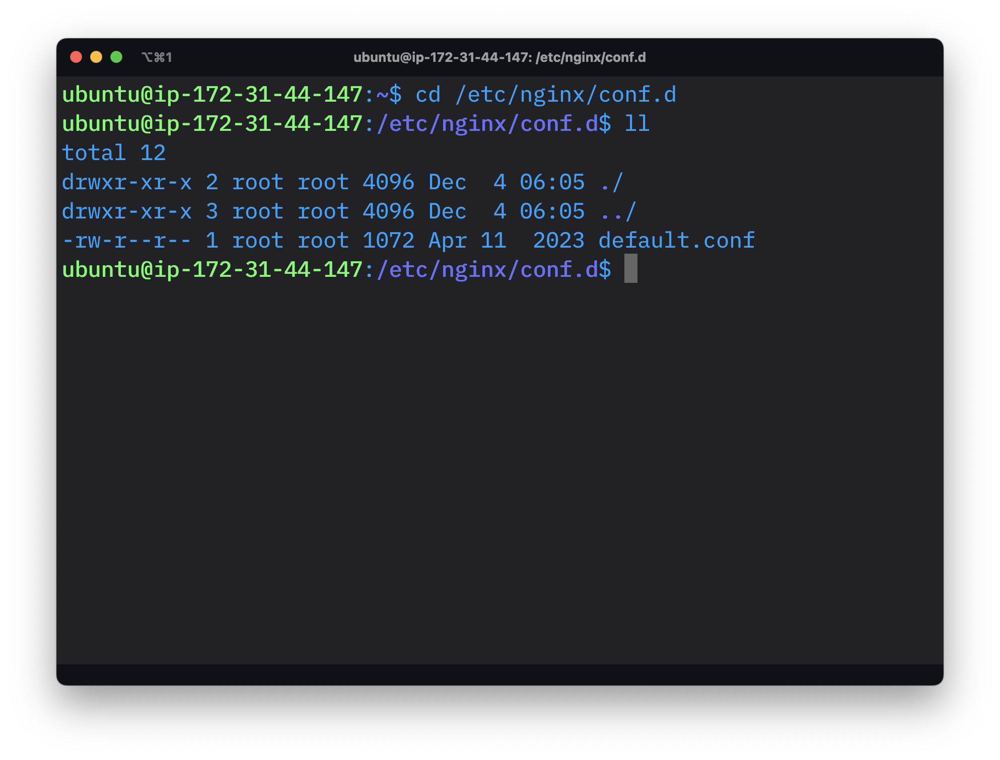 ⌥⌘1
ubuntu@ip-172-31-44-147: /etc/nginx/conf.d
ubuntu@ip-172-31-44-147:~$ cd /etc/nginx/conf.d
ubuntu@ip-172-31-44-147:/etc/nginx/conf.d$ ll
total 12
drwxr-xr-x 2 root root 4096 Dec  4 06:05 ./
drwxr-xr-x 3 root root 4096 Dec  4 06:05 ../
-rw-r--r-- 1 root root 1072 Apr 11  2023 default.conf
ubuntu@ip-172-31-44-147:/etc/nginx/conf.d$